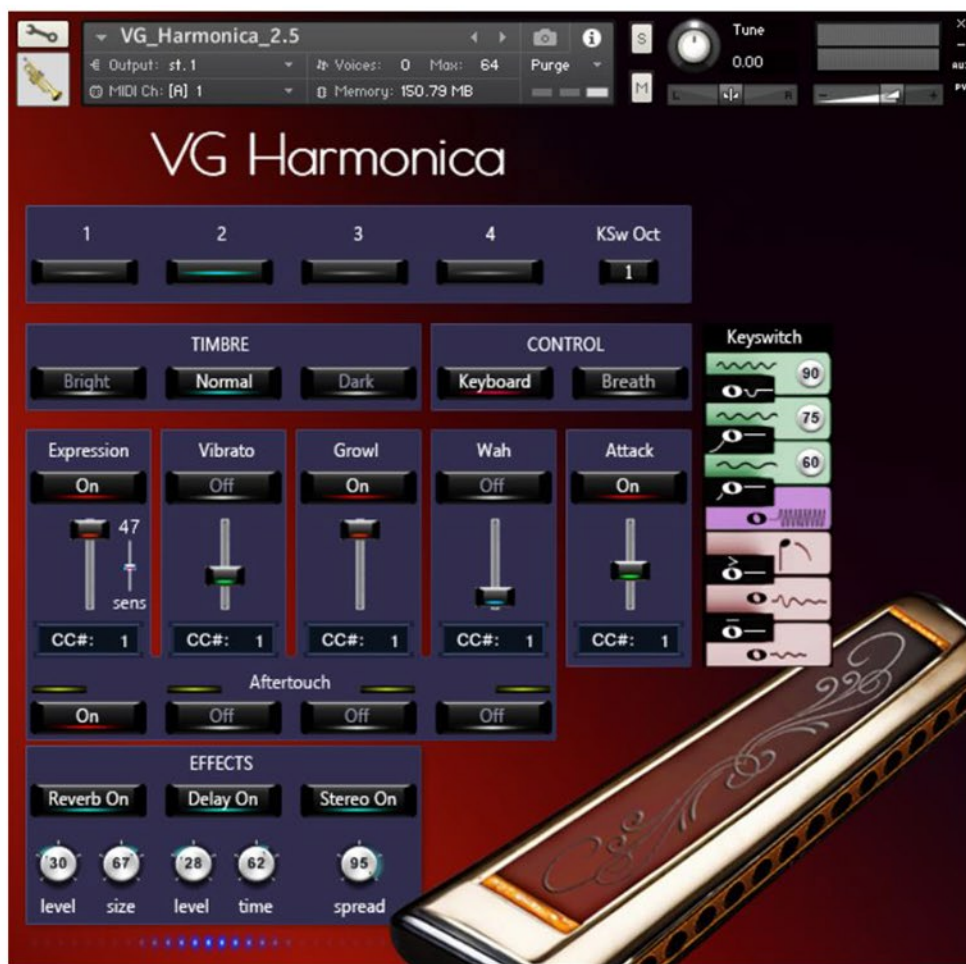 VG_Harmonica_2.5
Output: st.1 Voices: 0 Max: 64 Purge
MIDI Ch: [A] 1 Memory: 150.79 MB
S
M
Tune
0.00
L R
- +
×
–
AUX
PV
VG Harmonica
1 2 3 4 KSw Oct
1
TIMBRE
Bright Normal Dark
CONTROL
Keyboard Breath
Keyswitch
90
75
60
Expression Vibrato Growl Wah Attack
On Off On Off On
47
sens
CC#: 1 CC#: 1 CC#: 1 CC#: 1 CC#: 1
Aftertouch
On Off Off Off
EFFECTS
Reverb On Delay On Stereo On
30 67 28 62 95
level size level time spread